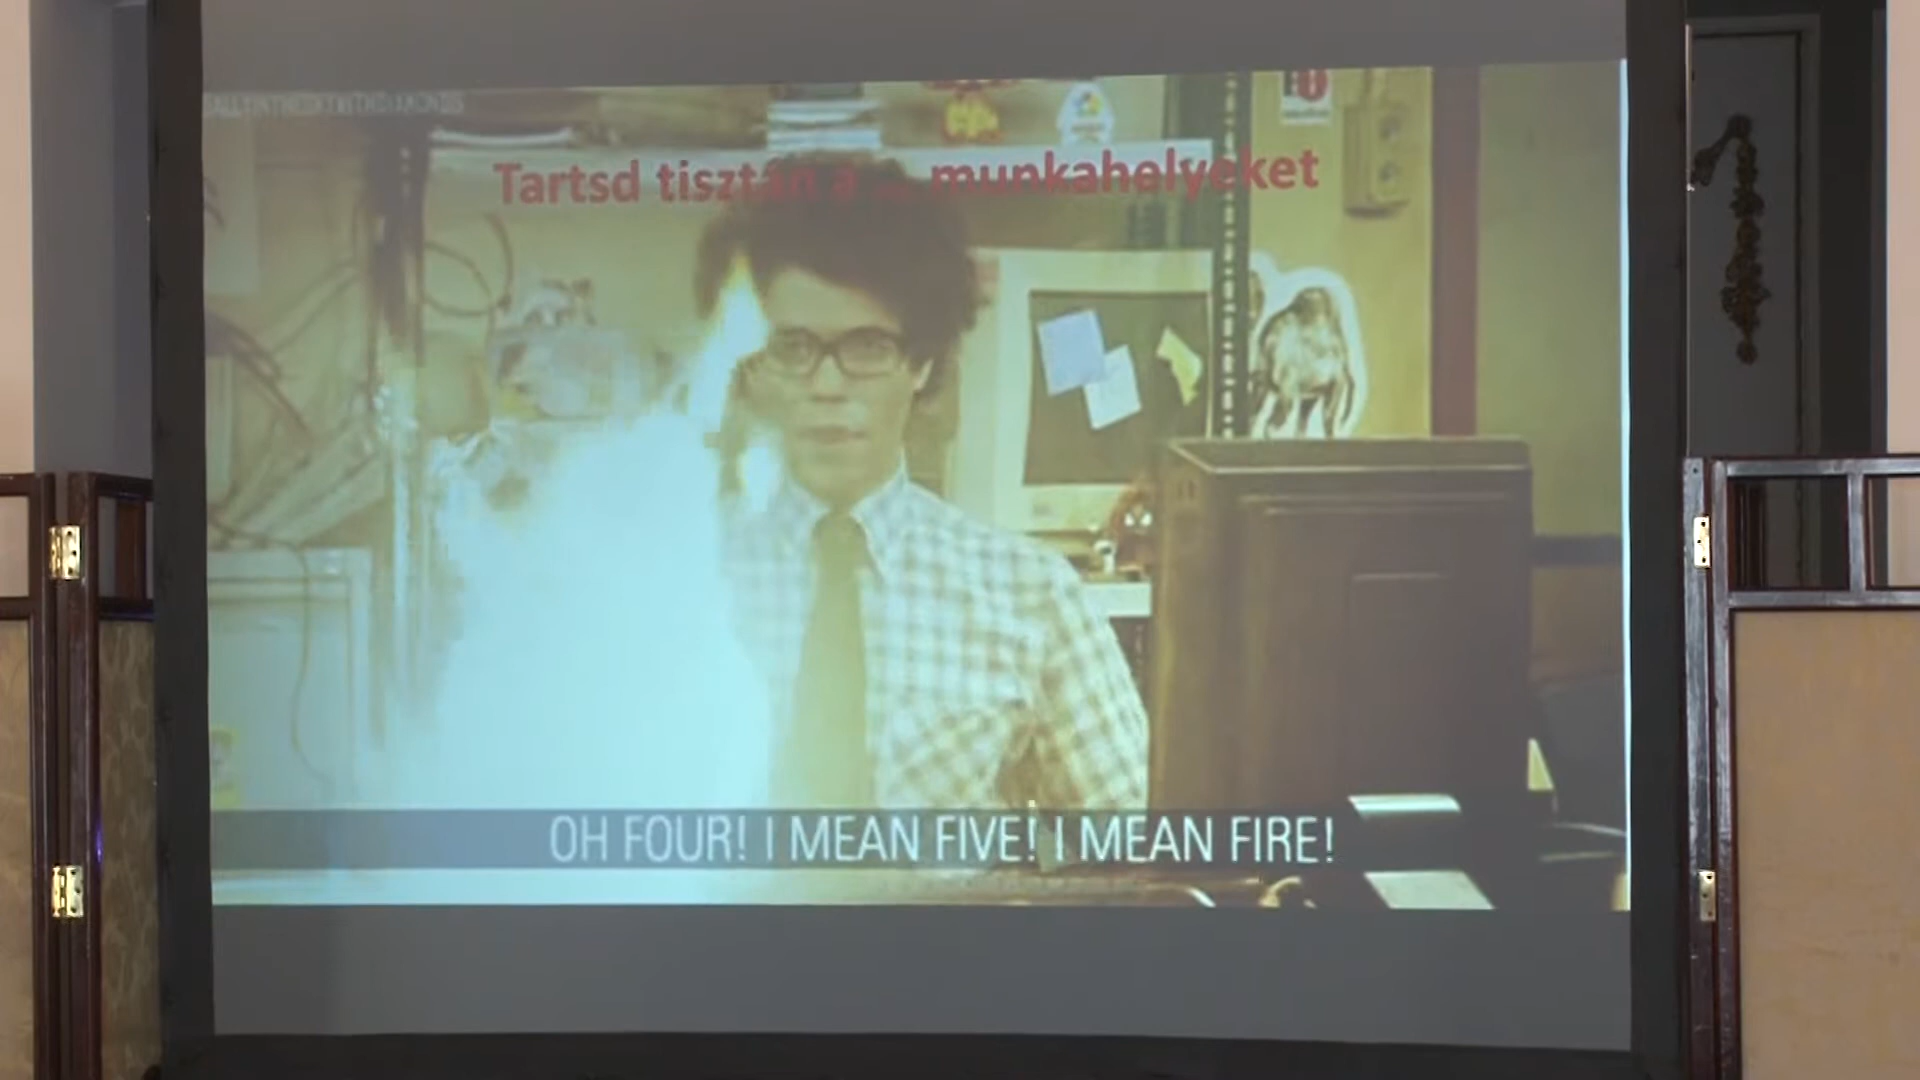 Tartsd tisztán a ... munkahelyeket
OH FOUR! I MEAN FIVE! I MEAN FIRE!